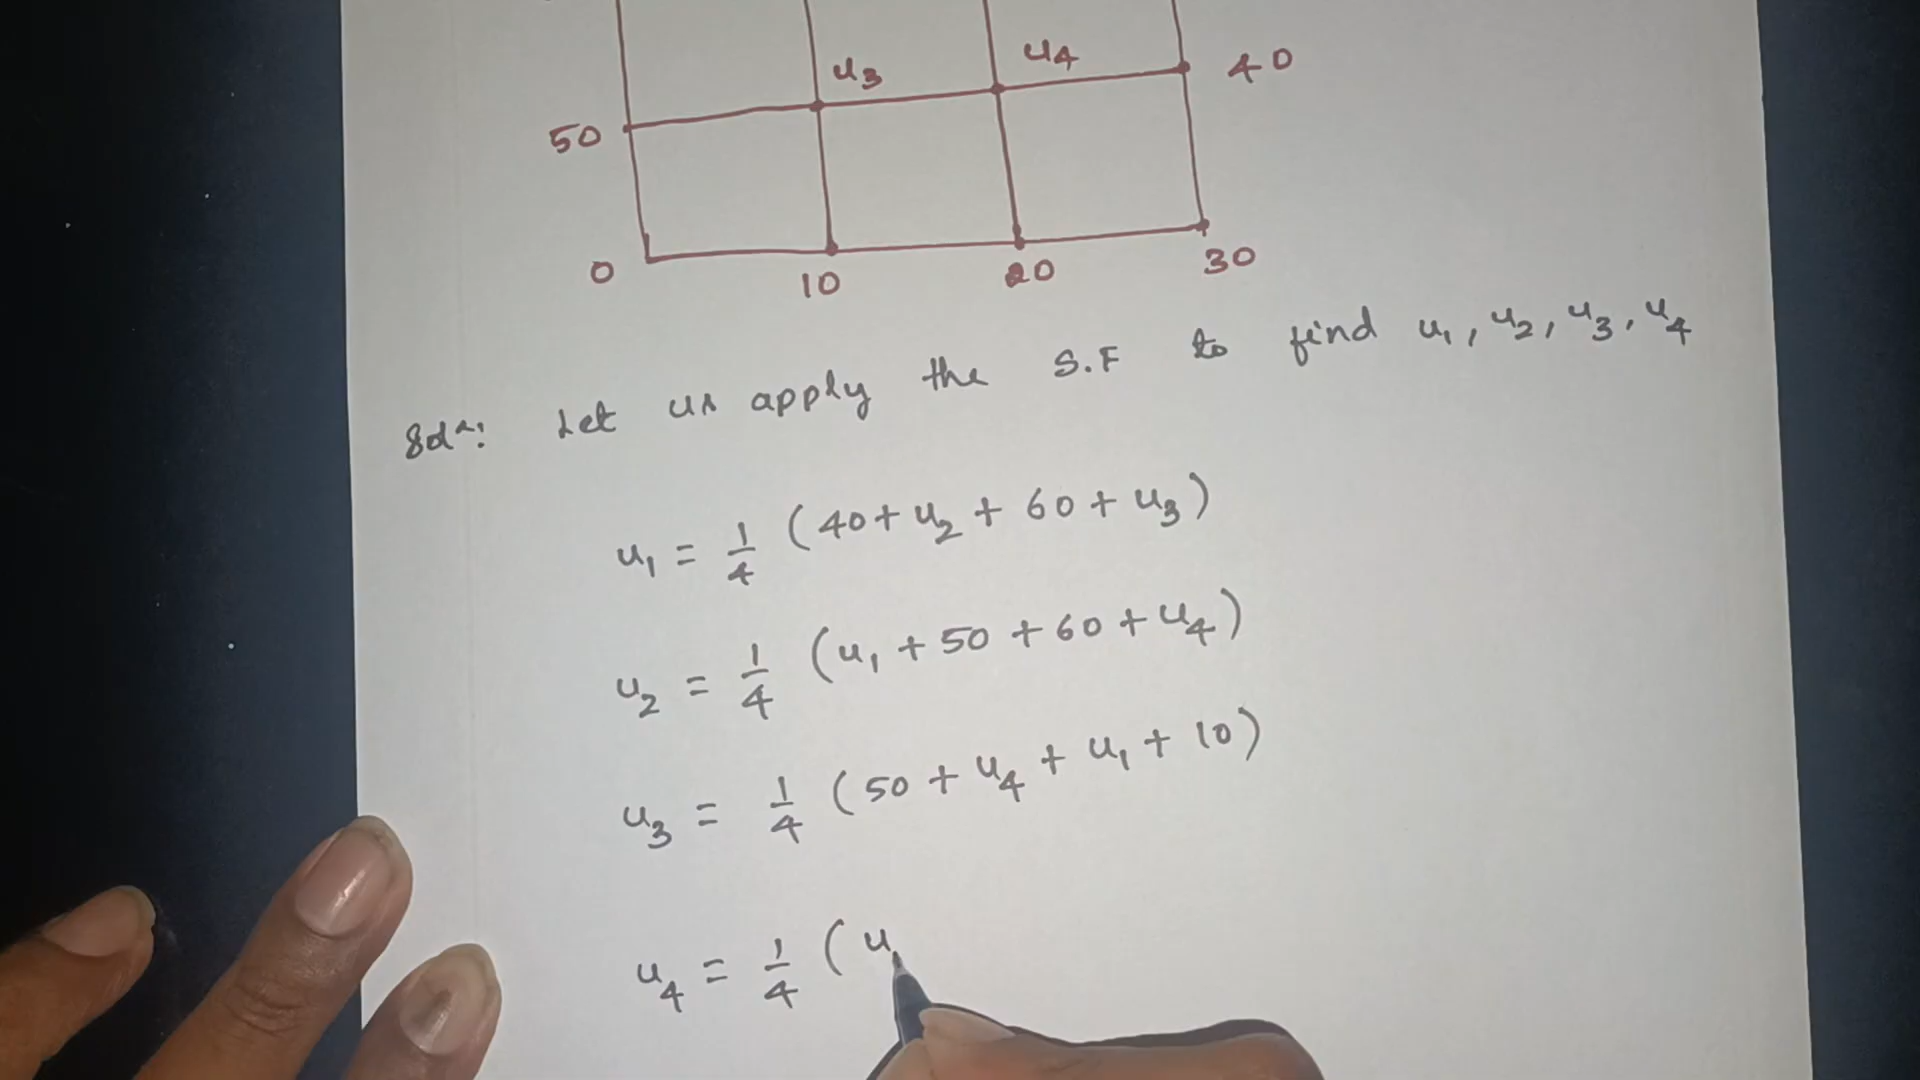 u₃ u₄ 40
50
0 10 20 30
Solⁿ: Let us apply the S.F to find u₁, u₂, u₃, u₄
u₁ = 1/4 (40 + u₂ + 60 + u₃)
u₂ = 1/4 (u₁ + 50 + 60 + u₄)
u₃ = 1/4 (50 + u₄ + u₁ + 10)
u₄ = 1/4 (u